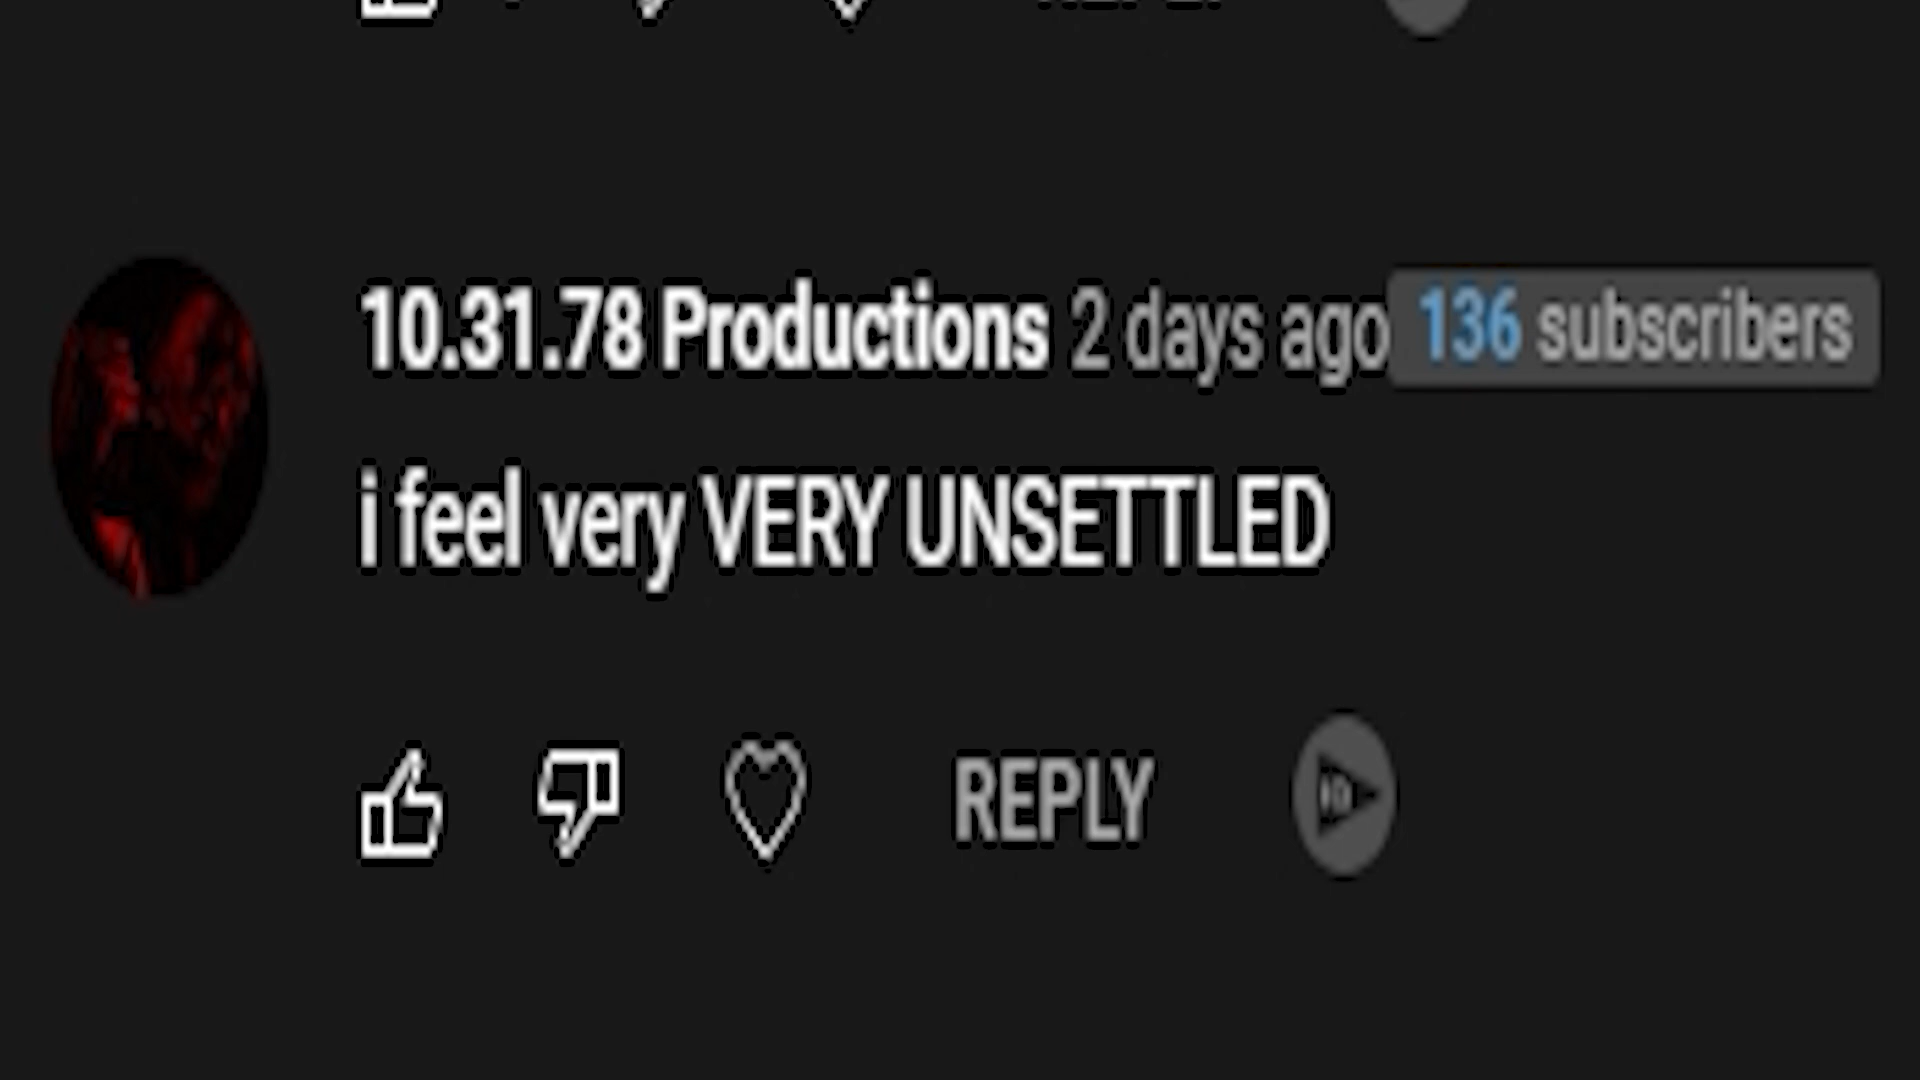 10.31.78 Productions 2 days ago 136 subscribers
i feel very VERY UNSETTLED
REPLY